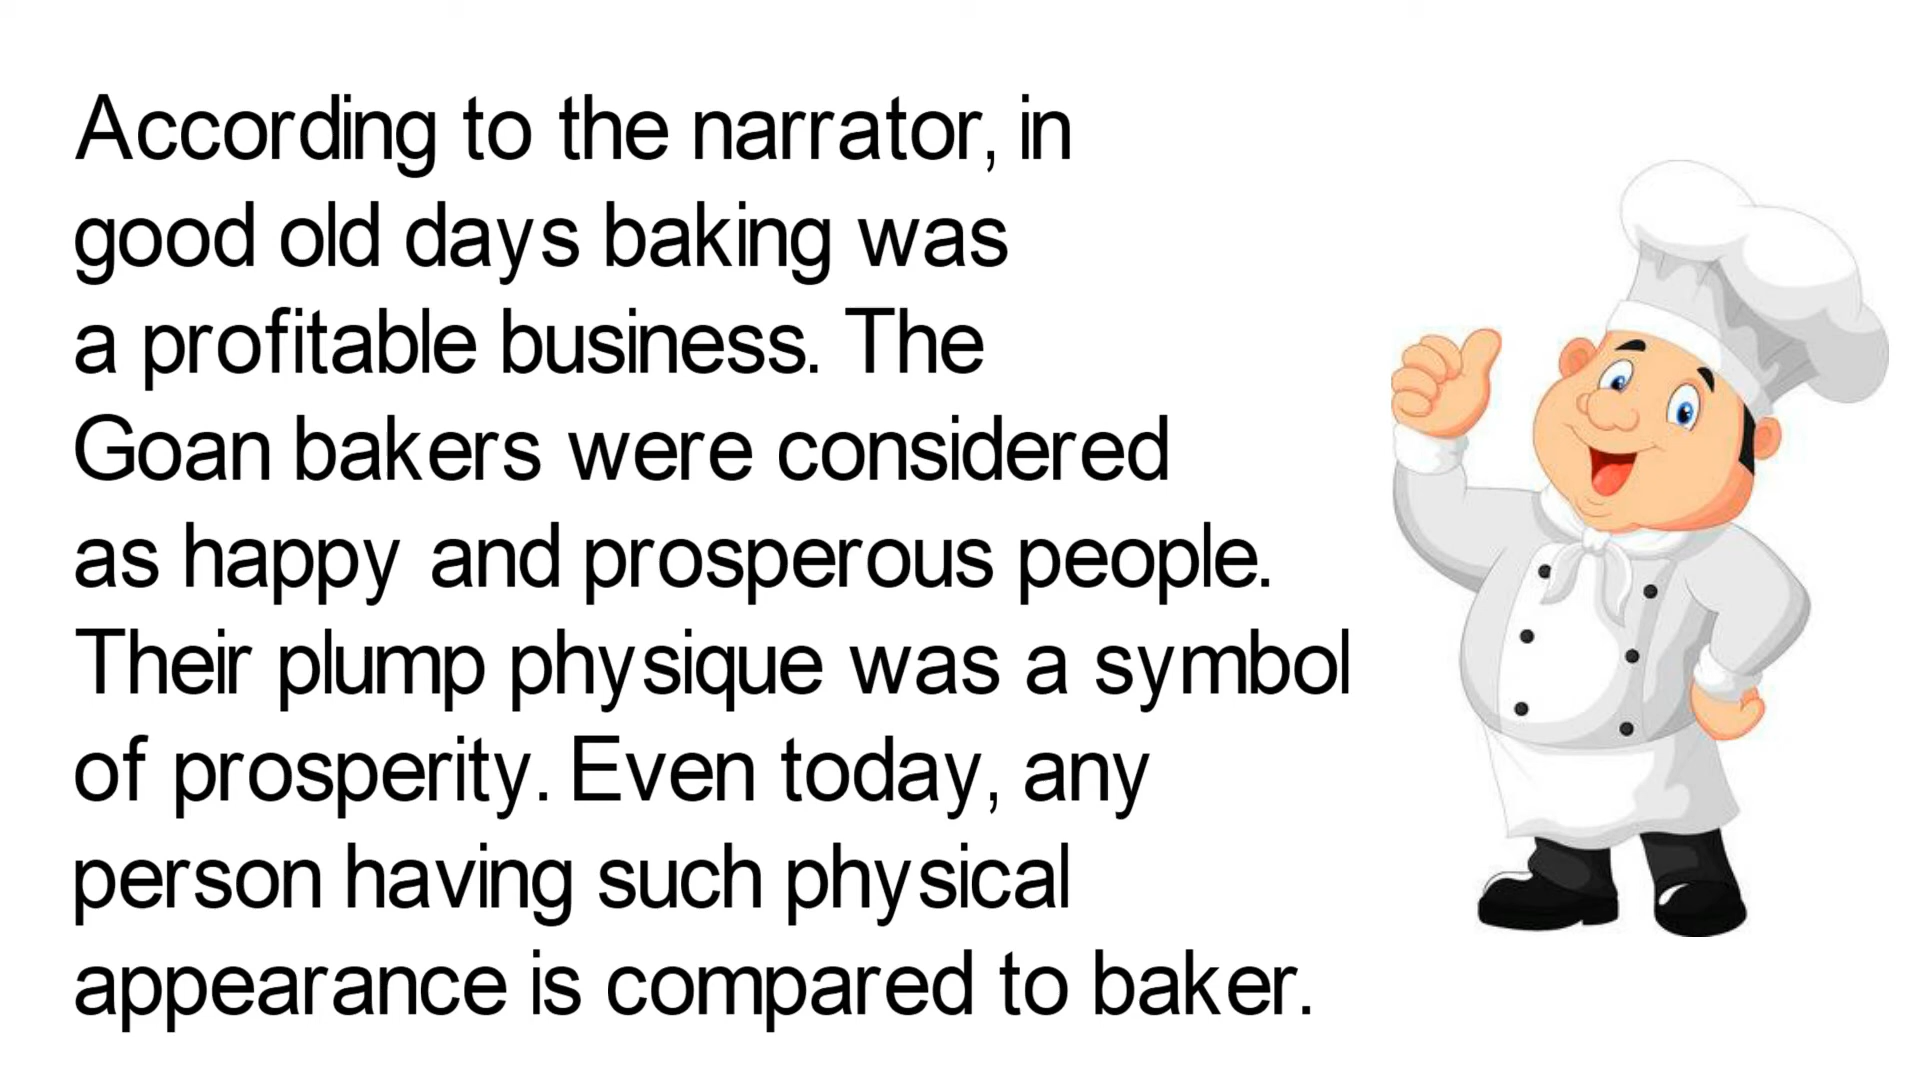 According to the narrator, in
good old days baking was
a profitable business. The
Goan bakers were considered
as happy and prosperous people.
Their plump physique was a symbol
of prosperity. Even today, any
person having such physical
appearance is compared to baker.